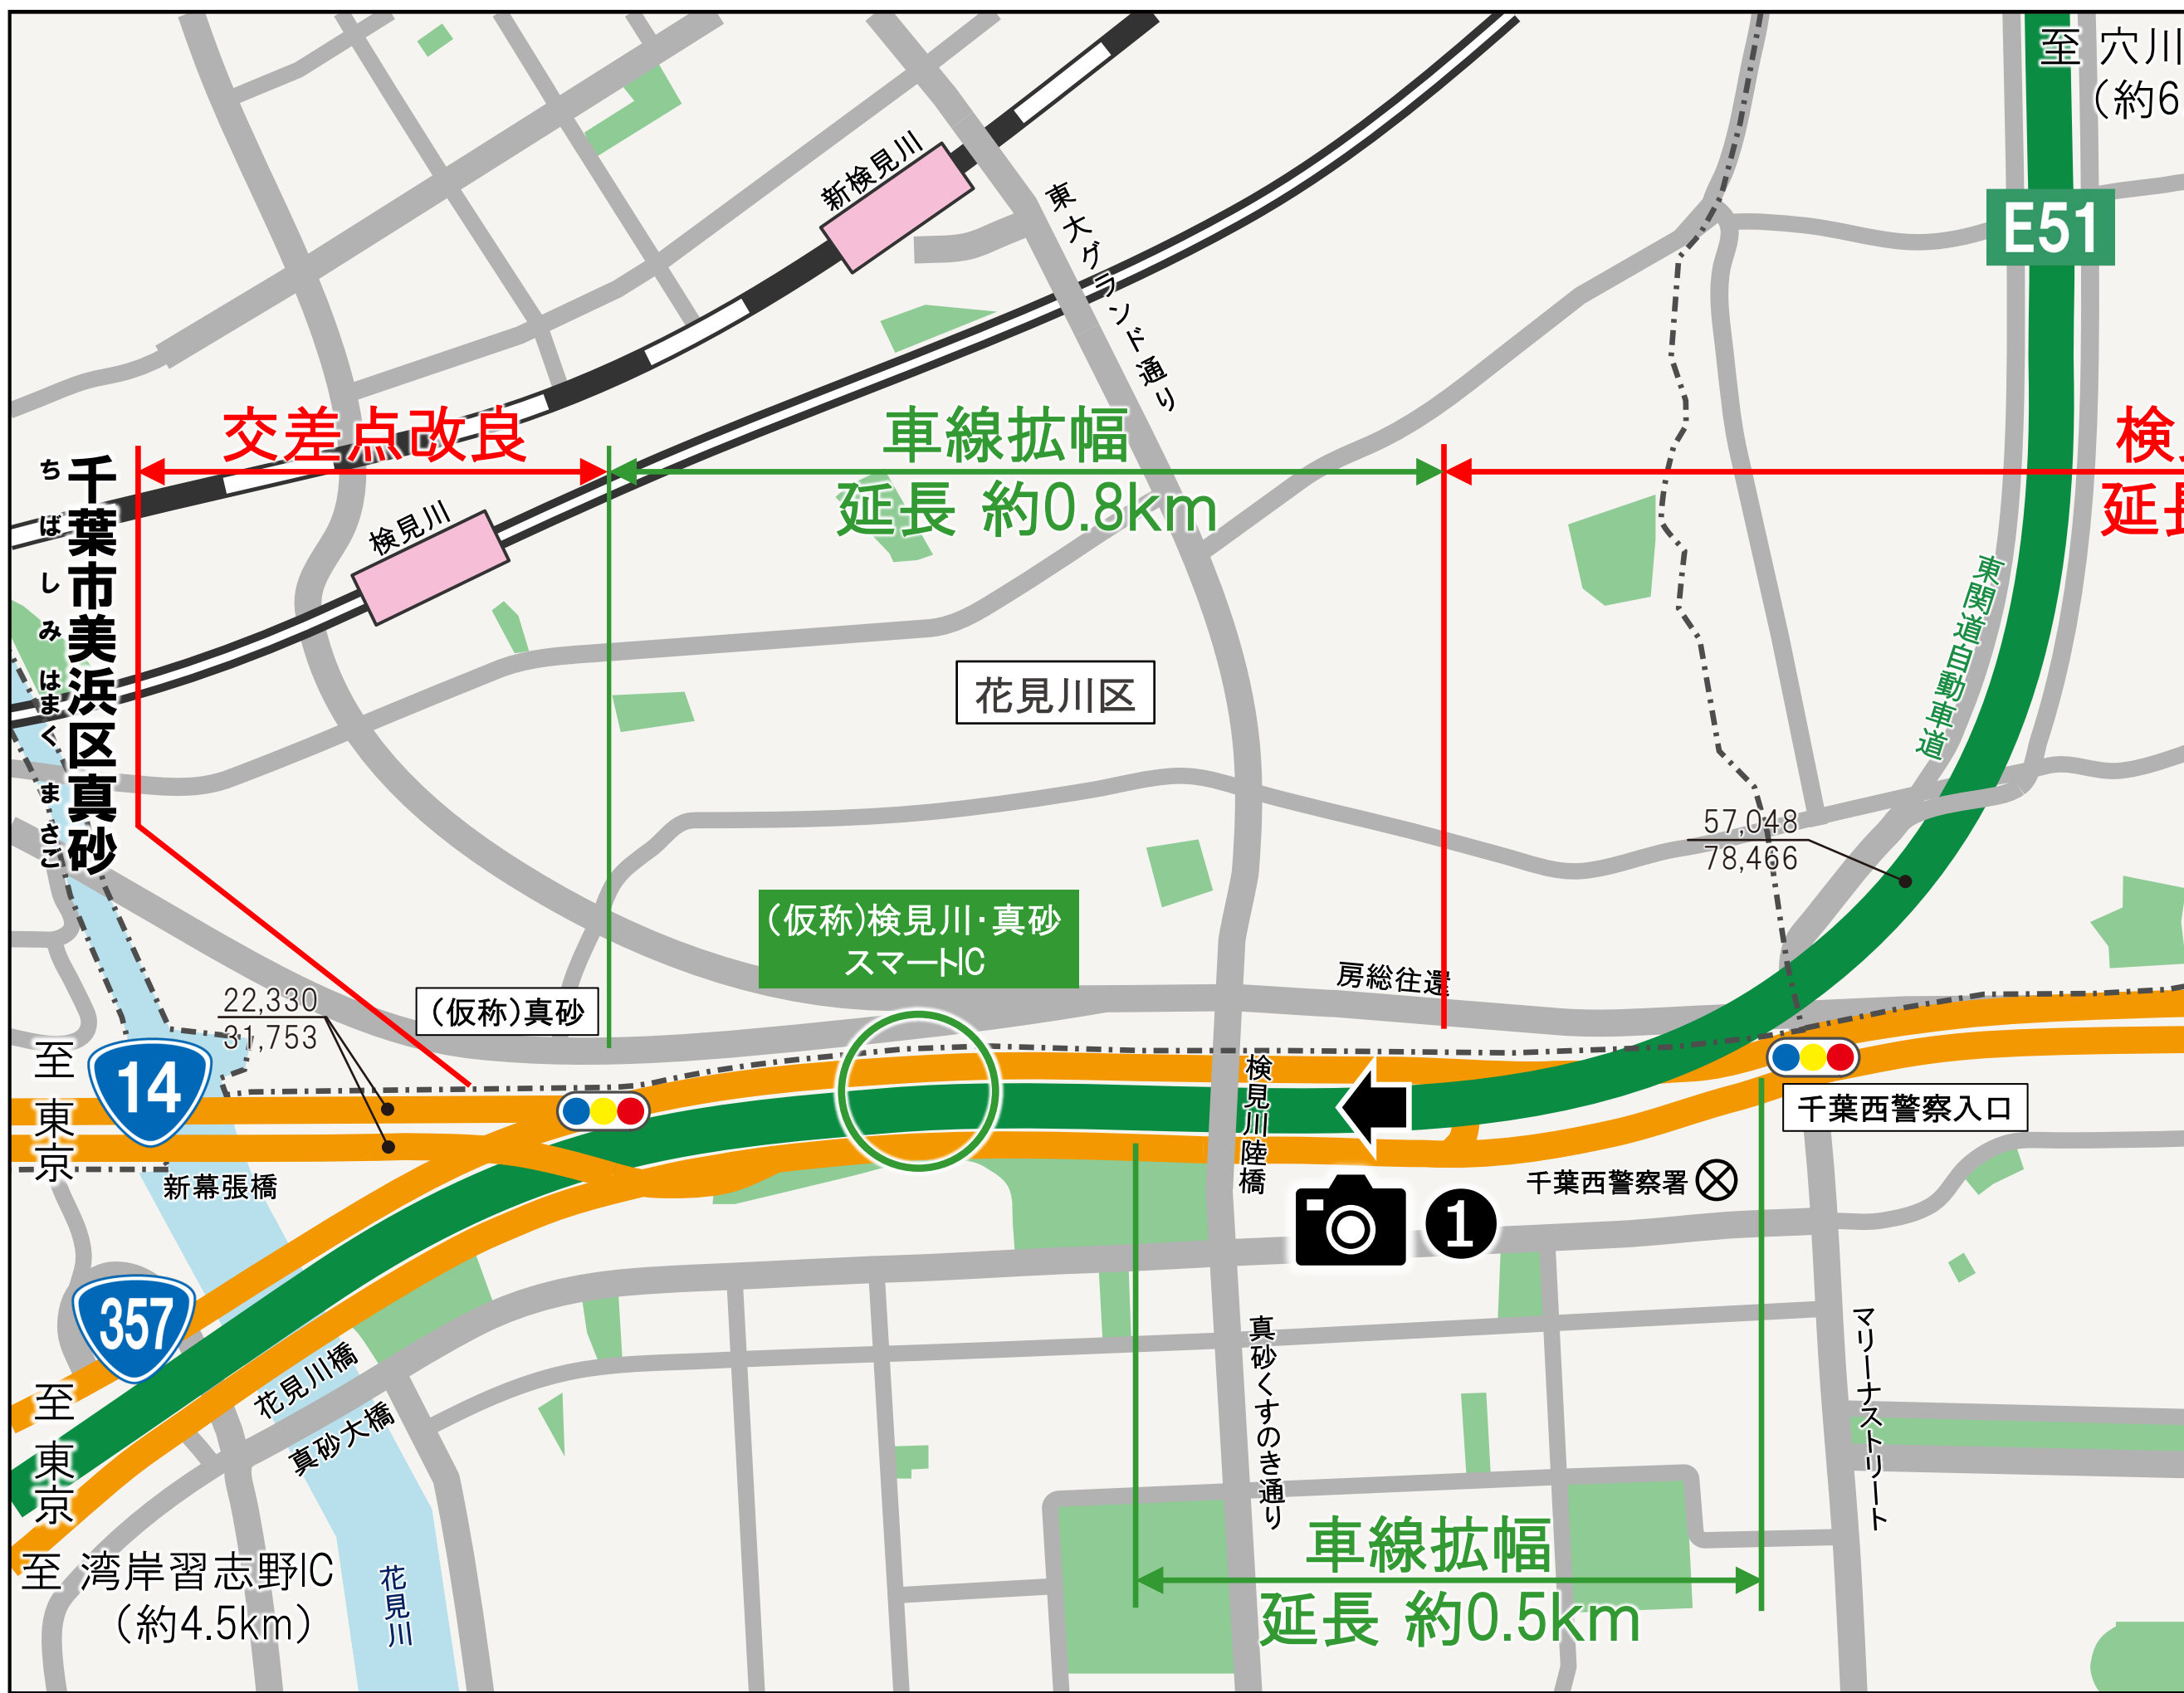 至 穴川
（約6
E51
新検見川
東大グランド通り
交差点改良
車線拡幅
延長 約0.8km
検
延長
千葉市美浜区真砂
ちばしみはまくまさご
検見川
東関道自動車道
花見川区
57,048
78,466
（仮称）検見川・真砂
スマートIC
房総往還
22,330
31,753
（仮称）真砂
至 東京
14
検見川陸橋
千葉西警察入口
新幕張橋
千葉西警察署
1
357
至 東京
花見川橋
真砂大橋
真砂くすのき通り
マリーナストリート
車線拡幅
延長 約0.5km
至 湾岸習志野IC
（約4.5km）
花見川